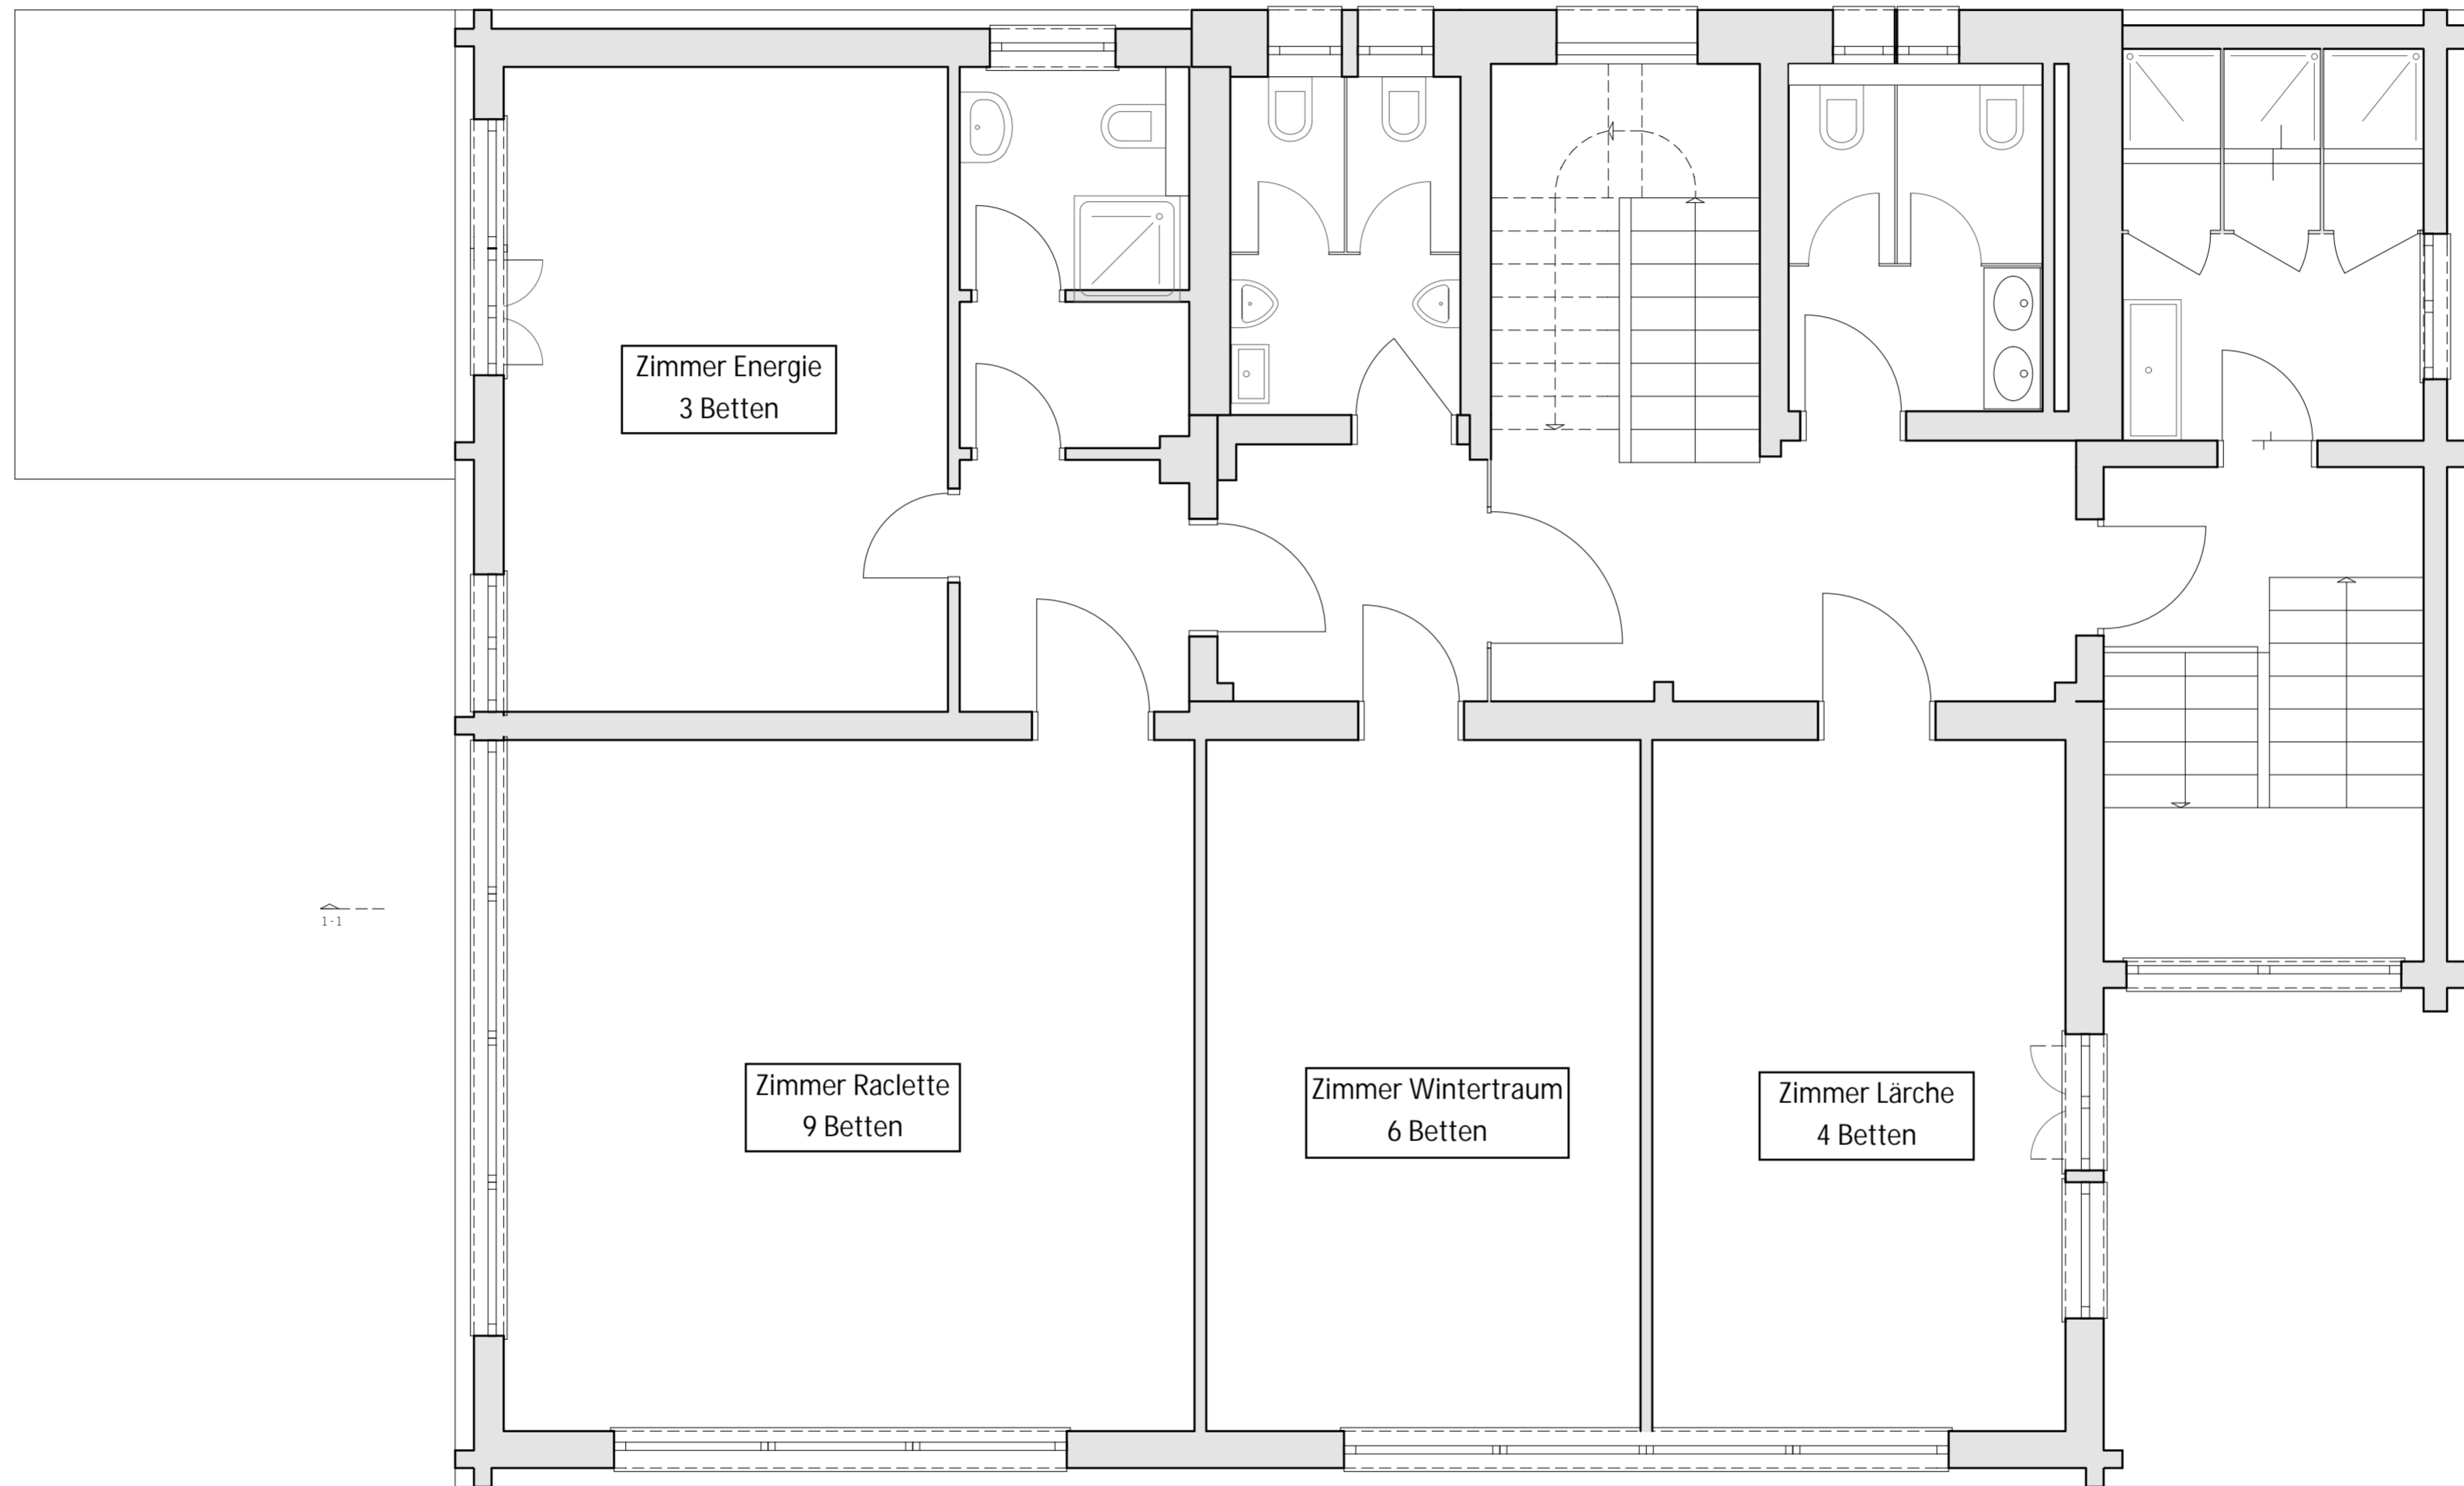 Zimmer Energie
3 Betten
1-1
Zimmer Raclette
9 Betten
Zimmer Wintertraum
6 Betten
Zimmer Lärche
4 Betten